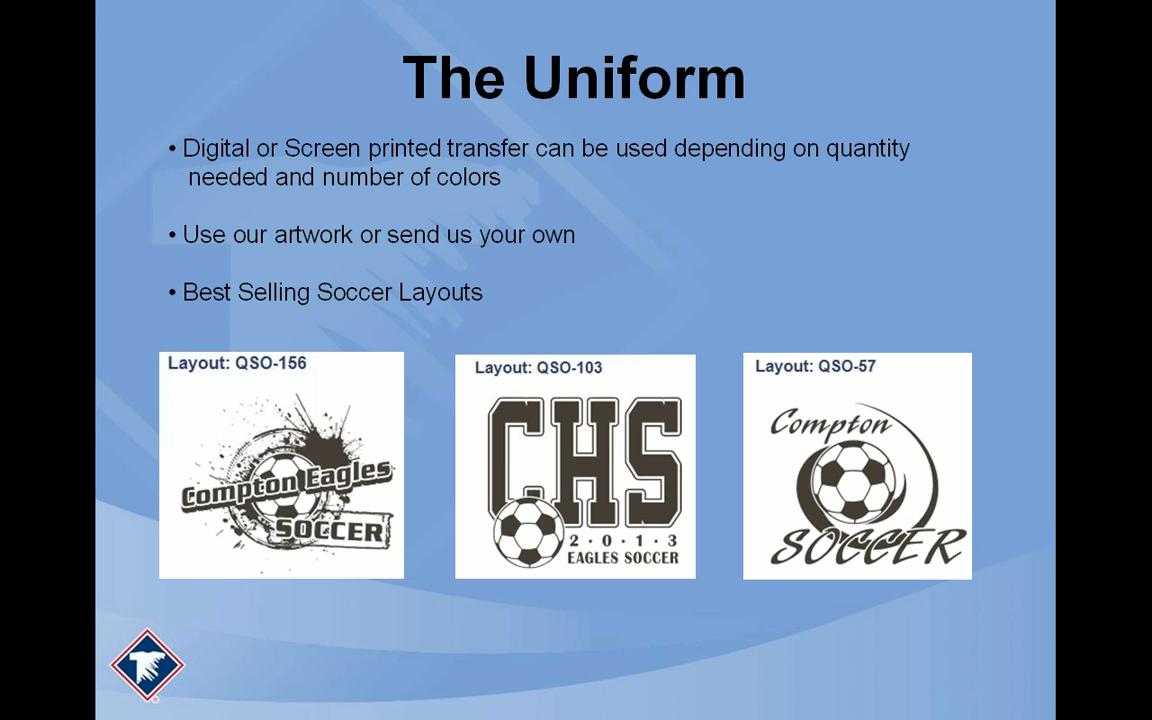 The Uniform
• Digital or Screen printed transfer can be used depending on quantity
needed and number of colors
• Use our artwork or send us your own
• Best Selling Soccer Layouts
Layout: QSO-156
Compton Eagles
SOCCER
Layout: QSO-103
CHS
2·0·1·3
EAGLES SOCCER
Layout: QSO-57
Compton
SOCCER